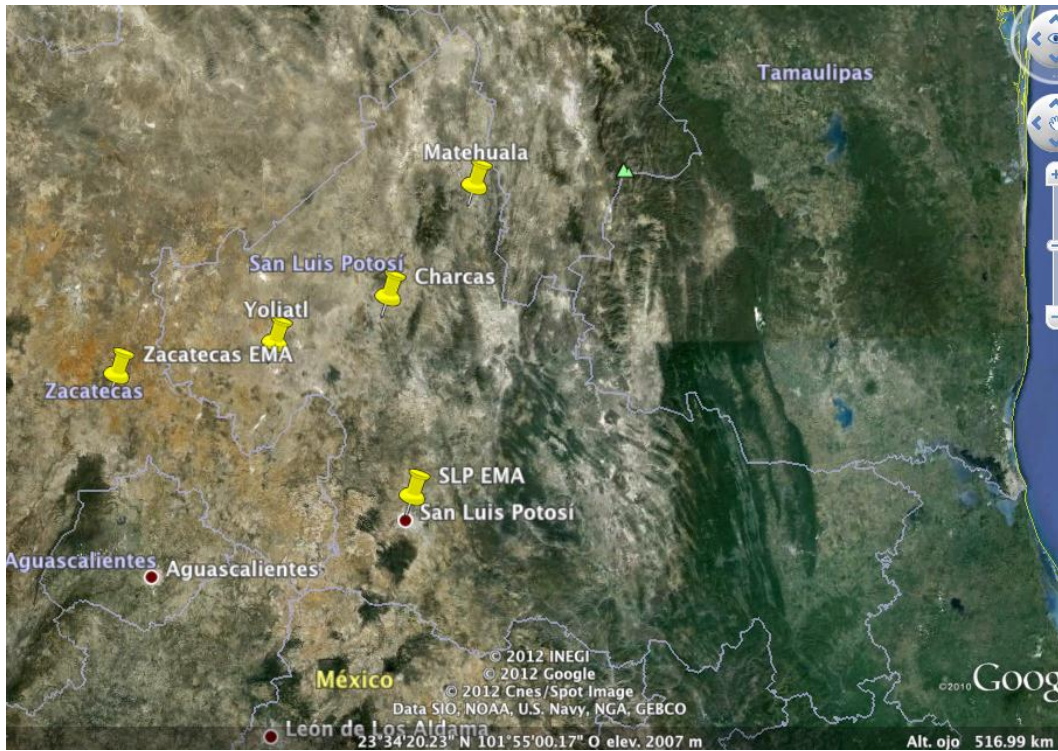 Tamaulipas
Matehuala
San Luis Potosí
Charcas
Yoliatl
Zacatecas EMA
Zacatecas
SLP EMA
San Luis Potosí
Aguascalientes
Aguascalientes
México
© 2012 INEGI
© 2012 Google
© 2012 Cnes/Spot Image
Data SIO, NOAA, U.S. Navy, NGA, GEBCO
©2010 Goog
León de Los Aldama
23°34'20.23" N 101°55'00.17" O elev. 2007 m
Alt. ojo 516.99 km